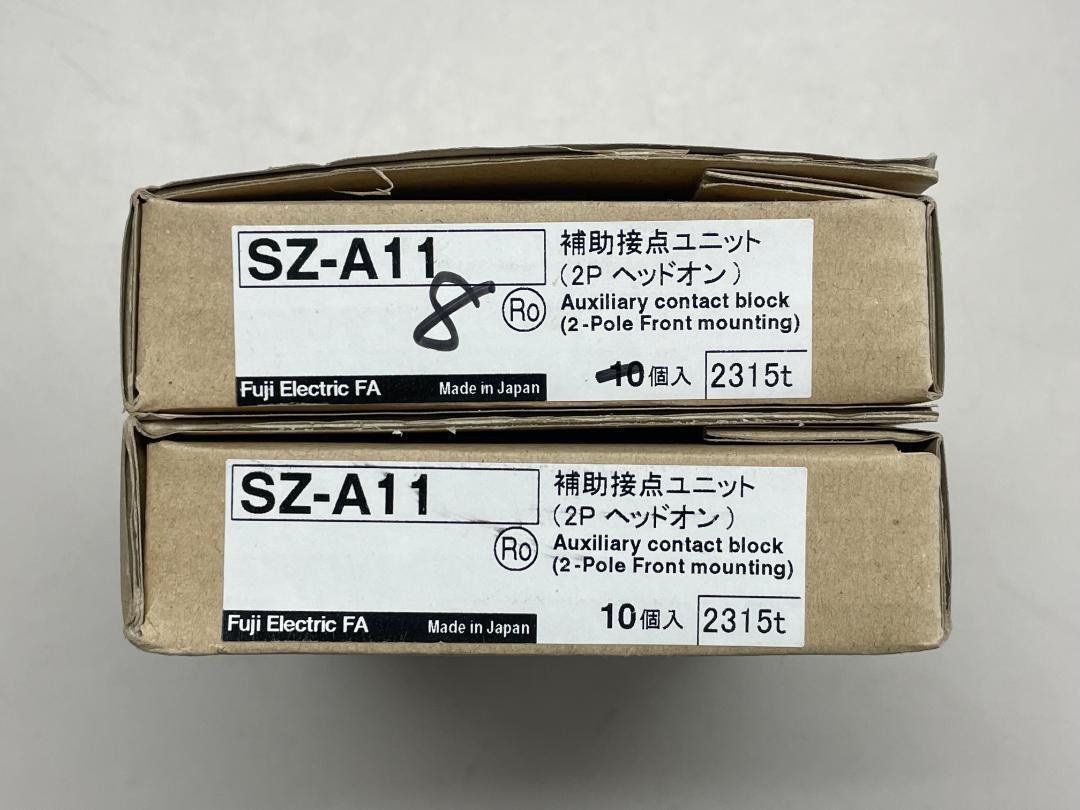 SZ-A11
8
Ro
補助接点ユニット
(2P ヘッドオン)
Auxiliary contact block
(2-Pole Front mounting)
10個入
2315t
Fuji Electric FA
Made in Japan
SZ-A11
Ro
補助接点ユニット
(2P ヘッドオン)
Auxiliary contact block
(2-Pole Front mounting)
10個入
2315t
Fuji Electric FA
Made in Japan